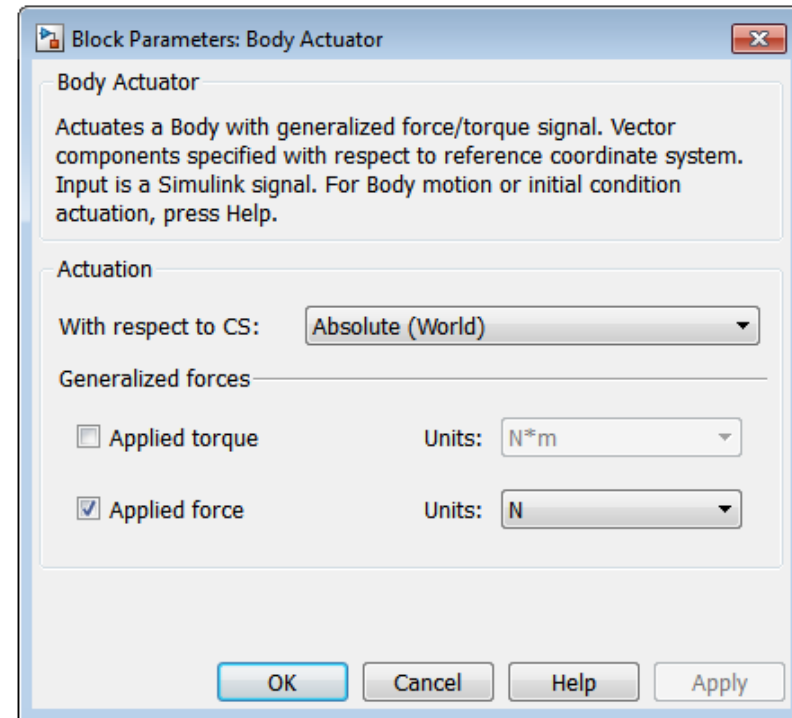 Block Parameters: Body Actuator
Body Actuator
Actuates a Body with generalized force/torque signal. Vector
components specified with respect to reference coordinate system.
Input is a Simulink signal. For Body motion or initial condition
actuation, press Help.
Actuation
With respect to CS: Absolute (World)
Generalized forces
Applied torque Units: N*m
Applied force Units: N
OK Cancel Help Apply